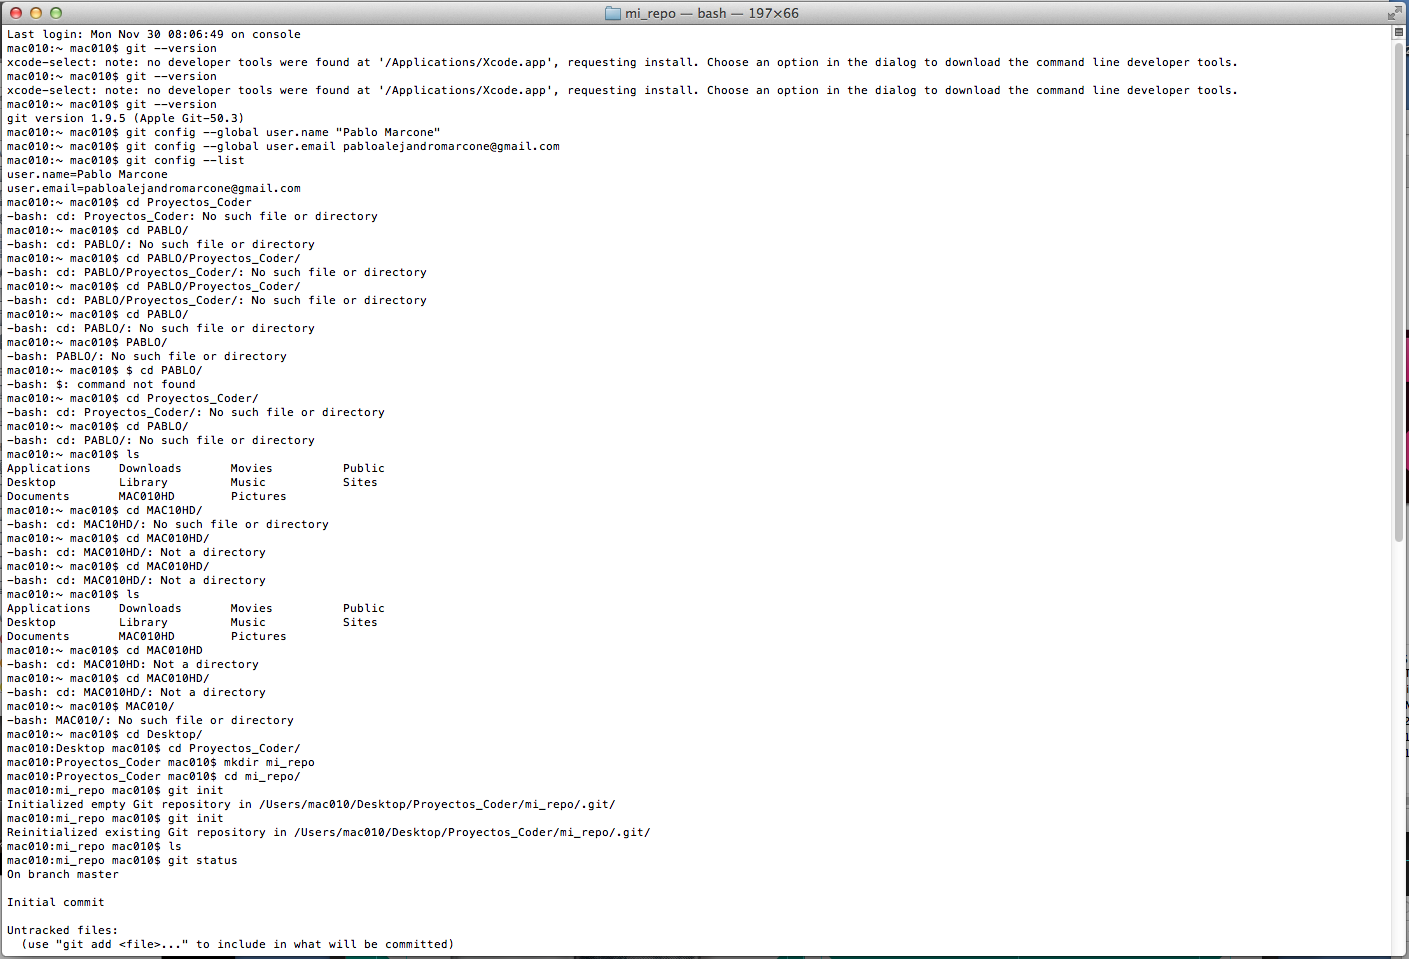 mi_repo — bash — 197×66
Last login: Mon Nov 30 08:06:49 on console
mac010:~ mac010$ git --version
xcode-select: note: no developer tools were found at '/Applications/Xcode.app', requesting install. Choose an option in the dialog to download the command line developer tools.
mac010:~ mac010$ git --version
xcode-select: note: no developer tools were found at '/Applications/Xcode.app', requesting install. Choose an option in the dialog to download the command line developer tools.
mac010:~ mac010$ git --version
git version 1.9.5 (Apple Git-50.3)
mac010:~ mac010$ git config --global user.name "Pablo Marcone"
mac010:~ mac010$ git config --global user.email pabloalejandromarcone@gmail.com
mac010:~ mac010$ git config --list
user.name=Pablo Marcone
user.email=pabloalejandromarcone@gmail.com
mac010:~ mac010$ cd Proyectos_Coder
-bash: cd: Proyectos_Coder: No such file or directory
mac010:~ mac010$ cd PABLO/
-bash: cd: PABLO/: No such file or directory
mac010:~ mac010$ cd PABLO/Proyectos_Coder/
-bash: cd: PABLO/Proyectos_Coder/: No such file or directory
mac010:~ mac010$ cd PABLO/Proyectos_Coder/
-bash: cd: PABLO/Proyectos_Coder/: No such file or directory
mac010:~ mac010$ cd PABLO/
-bash: cd: PABLO/: No such file or directory
mac010:~ mac010$ PABLO/
-bash: PABLO/: No such file or directory
mac010:~ mac010$ $ cd PABLO/
-bash: $: command not found
mac010:~ mac010$ cd Proyectos_Coder/
-bash: cd: Proyectos_Coder/: No such file or directory
mac010:~ mac010$ cd PABLO/
-bash: cd: PABLO/: No such file or directory
mac010:~ mac010$ ls
Applications    Downloads       Movies          Public
Desktop         Library         Music           Sites
Documents       MAC010HD        Pictures
mac010:~ mac010$ cd MAC10HD/
-bash: cd: MAC10HD/: No such file or directory
mac010:~ mac010$ cd MAC010HD/
-bash: cd: MAC010HD/: Not a directory
mac010:~ mac010$ cd MAC010HD/
-bash: cd: MAC010HD/: Not a directory
mac010:~ mac010$ ls
Applications    Downloads       Movies          Public
Desktop         Library         Music           Sites
Documents       MAC010HD        Pictures
mac010:~ mac010$ cd MAC010HD
-bash: cd: MAC010HD: Not a directory
mac010:~ mac010$ cd MAC010HD/
-bash: cd: MAC010HD/: Not a directory
mac010:~ mac010$ MAC010/
-bash: MAC010/: No such file or directory
mac010:~ mac010$ cd Desktop/
mac010:Desktop mac010$ cd Proyectos_Coder/
mac010:Proyectos_Coder mac010$ mkdir mi_repo
mac010:Proyectos_Coder mac010$ cd mi_repo/
mac010:mi_repo mac010$ git init
Initialized empty Git repository in /Users/mac010/Desktop/Proyectos_Coder/mi_repo/.git/
mac010:mi_repo mac010$ git init
Reinitialized existing Git repository in /Users/mac010/Desktop/Proyectos_Coder/mi_repo/.git/
mac010:mi_repo mac010$ ls
mac010:mi_repo mac010$ git status
On branch master
Initial commit
Untracked files:
  (use "git add <file>..." to include in what will be committed)